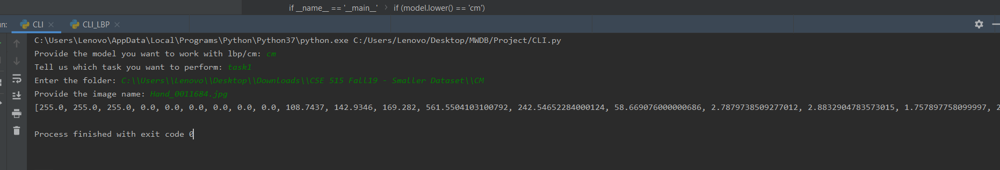 if __name__ == '__main__' › if (model.lower() == 'cm')
un: CLI × CLI_LBP ×
C:\Users\Lenovo\AppData\Local\Programs\Python\Python37\python.exe C:/Users/Lenovo/Desktop/MWDB/Project/CLI.py
Provide the model you want to work with lbp/cm: cm
Tell us which task you want to perform: task1
Enter the folder: C:\\Users\\Lenovo\\Desktop\\Downloads\\CSE 515 Fall19 - Smaller Dataset\\CM
Provide the image name: Hand_0011684.jpg
[255.0, 255.0, 255.0, 0.0, 0.0, 0.0, 0.0, 0.0, 0.0, 108.7437, 142.9346, 169.282, 561.5504103100792, 242.54652284000124, 58.669076000000686, 2.7879738509277012, 2.8832904783573015, 1.757897758099997, 2
Process finished with exit code 0